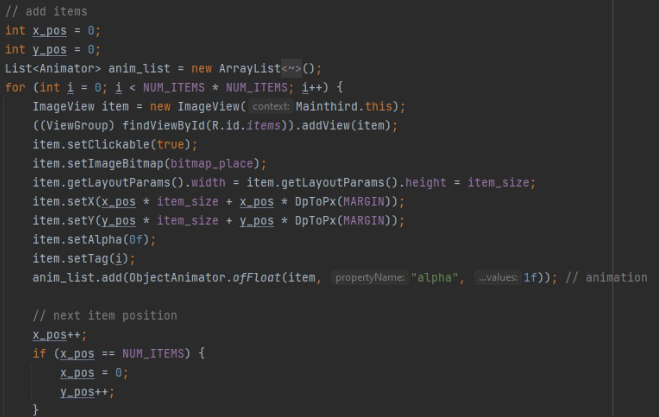 // add items
int x_pos = 0;
int y_pos = 0;
List<Animator> anim_list = new ArrayList<~>();
for (int i = 0; i < NUM_ITEMS * NUM_ITEMS; i++) {
ImageView item = new ImageView( context: Mainthird.this);
((ViewGroup) findViewById(R.id.items)).addView(item);
item.setClickable(true);
item.setImageBitmap(bitmap_place);
item.getLayoutParams().width = item.getLayoutParams().height = item_size;
item.setX(x_pos * item_size + x_pos * DpToPx(MARGIN));
item.setY(y_pos * item_size + y_pos * DpToPx(MARGIN));
item.setAlpha(0f);
item.setTag(i);
anim_list.add(ObjectAnimator.ofFloat(item, propertyName: "alpha", ...values: 1f)); // animation
// next item position
x_pos++;
if (x_pos == NUM_ITEMS) {
x_pos = 0;
y_pos++;
}